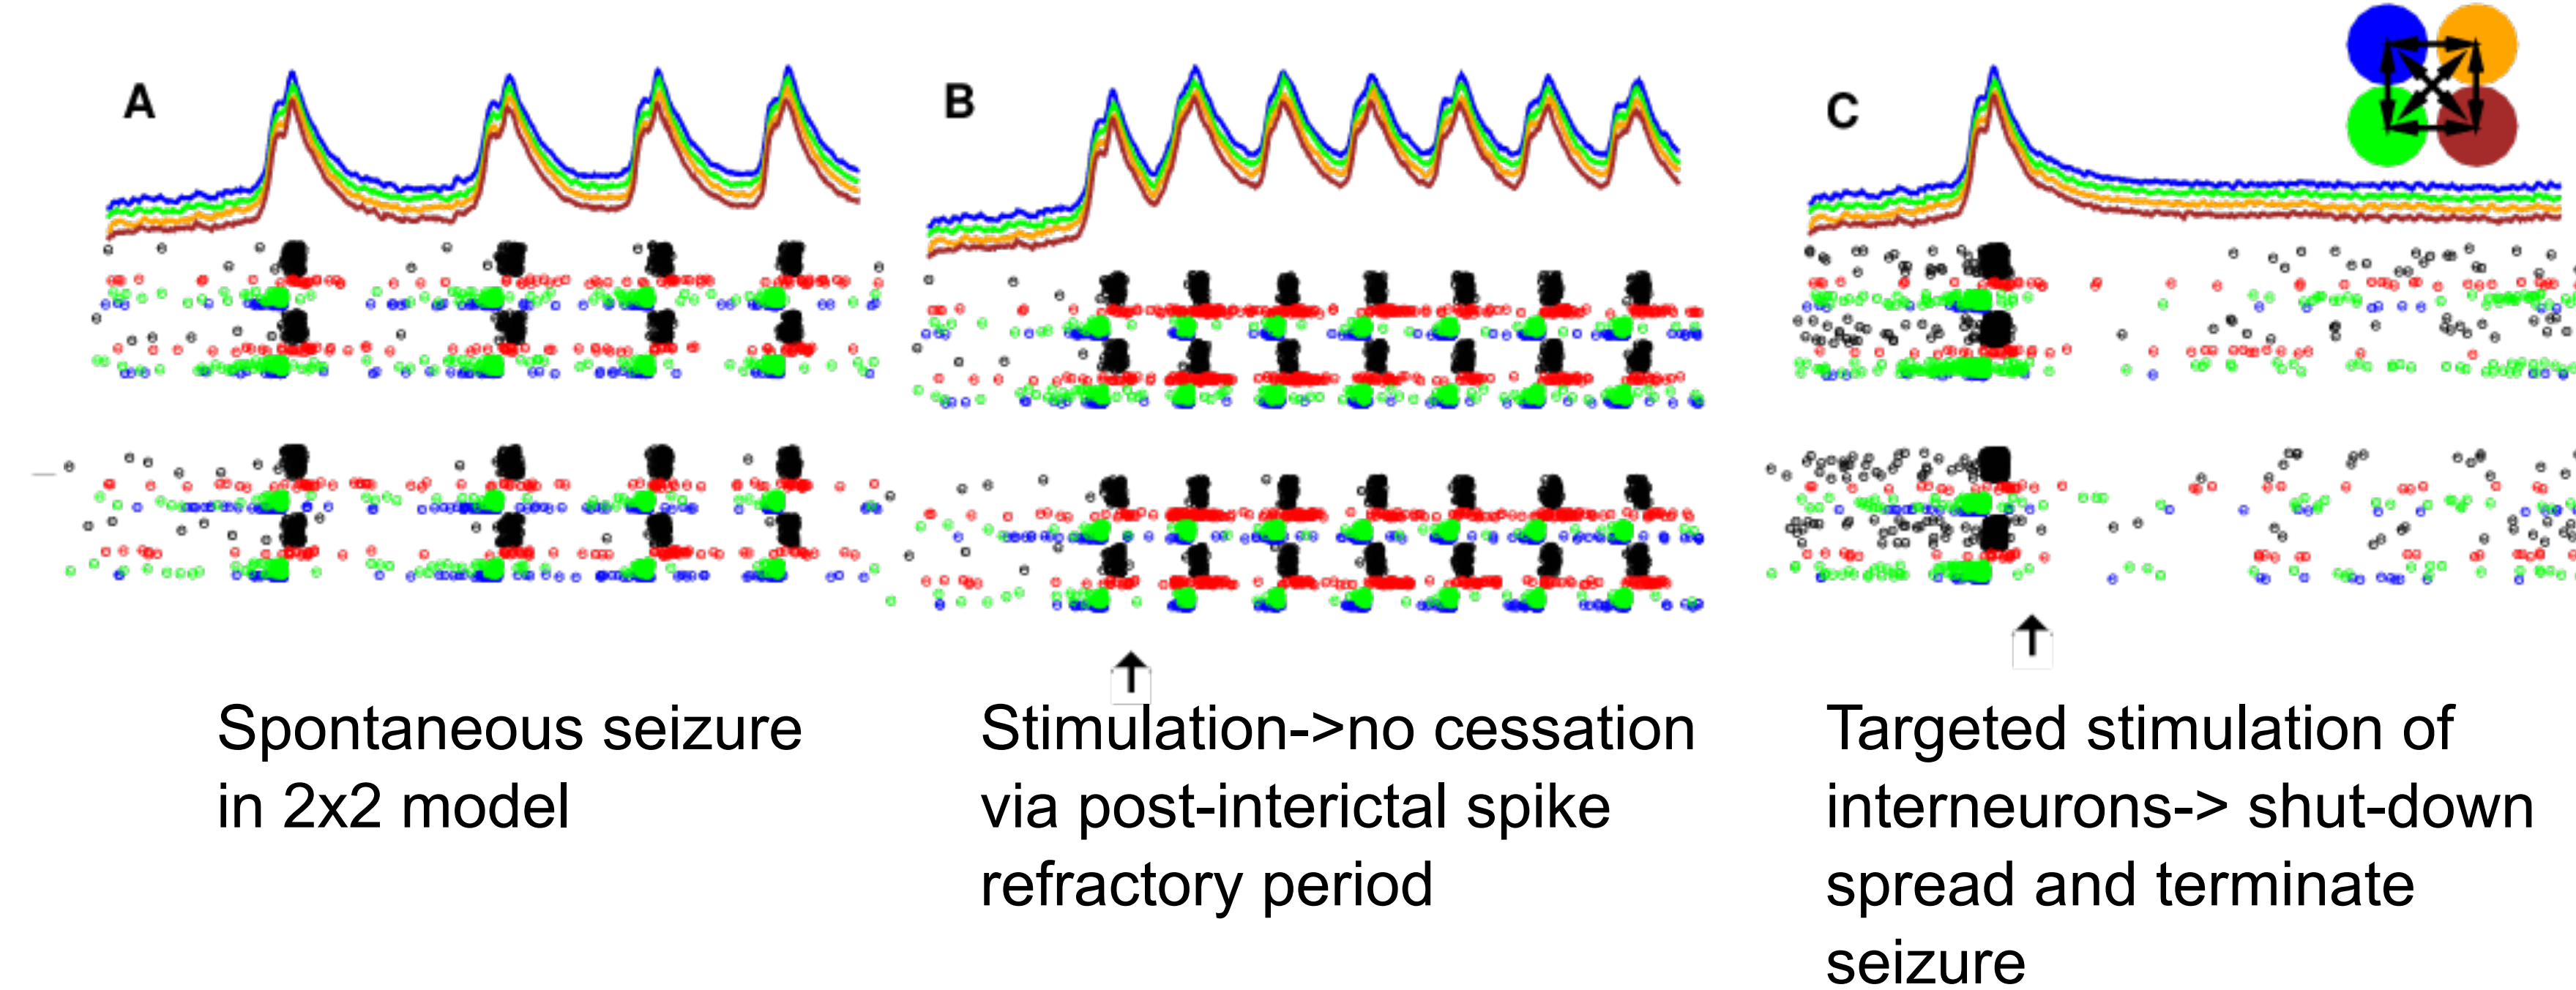 A
B
C
Spontaneous seizure
in 2x2 model
Stimulation->no cessation
via post-interictal spike
refractory period
Targeted stimulation of
interneurons-> shut-down
spread and terminate
seizure